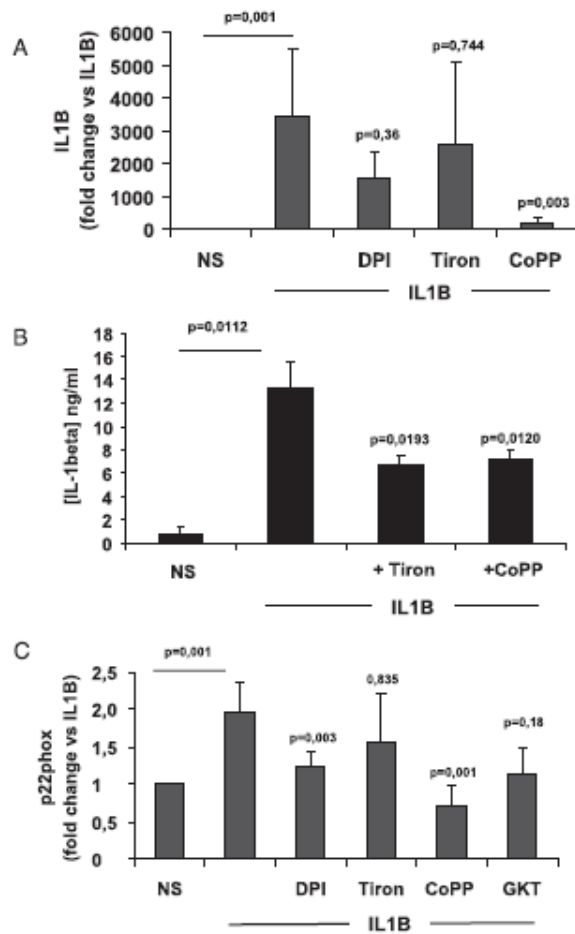 A
p=0,001
IL1B
(fold change vs IL1B)
6000
5000
4000
3000
2000
1000
0
p=0,36
p=0,744
p=0,003
NS
DPI
Tiron
CoPP
IL1B
B
p=0,0112
[IL-1beta] ng/ml
18
16
14
12
10
8
6
4
2
0
p=0,0193
p=0,0120
NS
+ Tiron
+CoPP
IL1B
C
p=0,001
p22phox
(fold change vs IL1B)
2,5
2,0
1,5
1
0,5
0
p=0,003
0,835
p=0,001
p=0,18
NS
DPI
Tiron
CoPP
GKT
IL1B